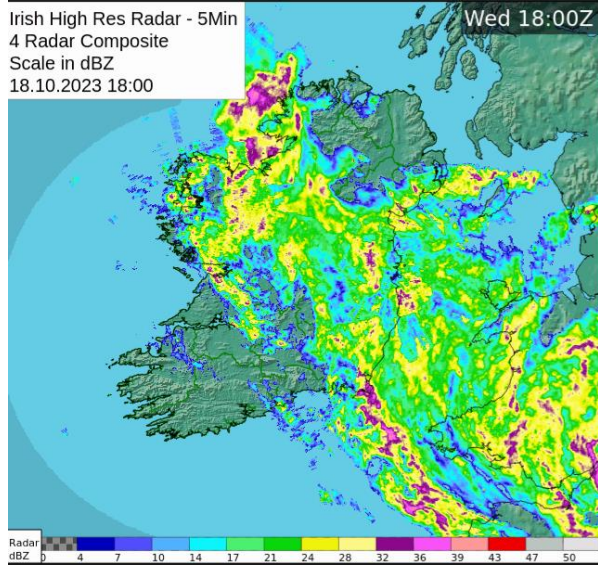 Irish High Res Radar - 5Min
4 Radar Composite
Scale in dBZ
18.10.2023 18:00
Wed 18:00Z
Radar
dBZ
0 4 7 10 14 17 21 24 28 32 36 39 43 47 50